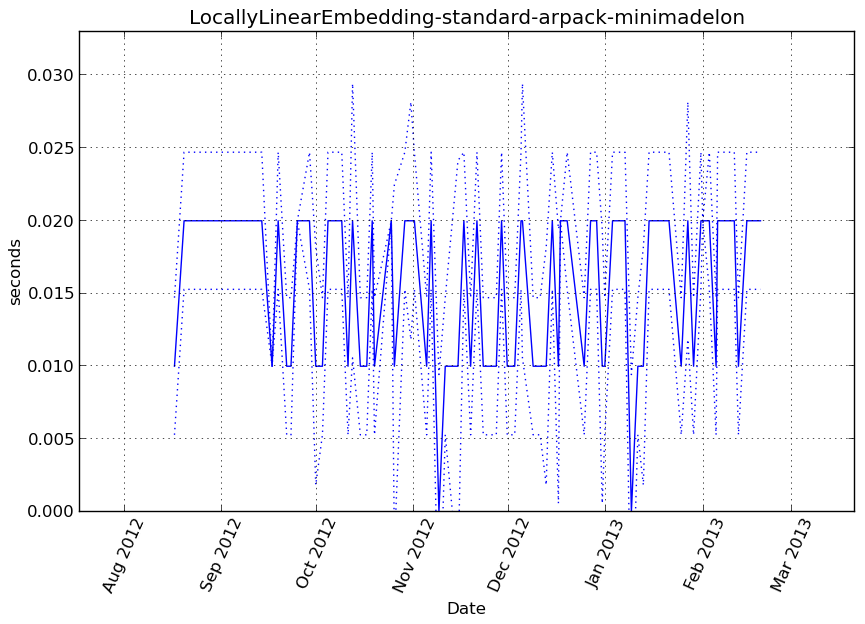 LocallyLinearEmbedding-standard-arpack-minimadelon
0.030
0.025
0.020
0.015
0.010
0.005
0.000
seconds
Aug 2012
Sep 2012
Oct 2012
Nov 2012
Dec 2012
Jan 2013
Feb 2013
Mar 2013
Date